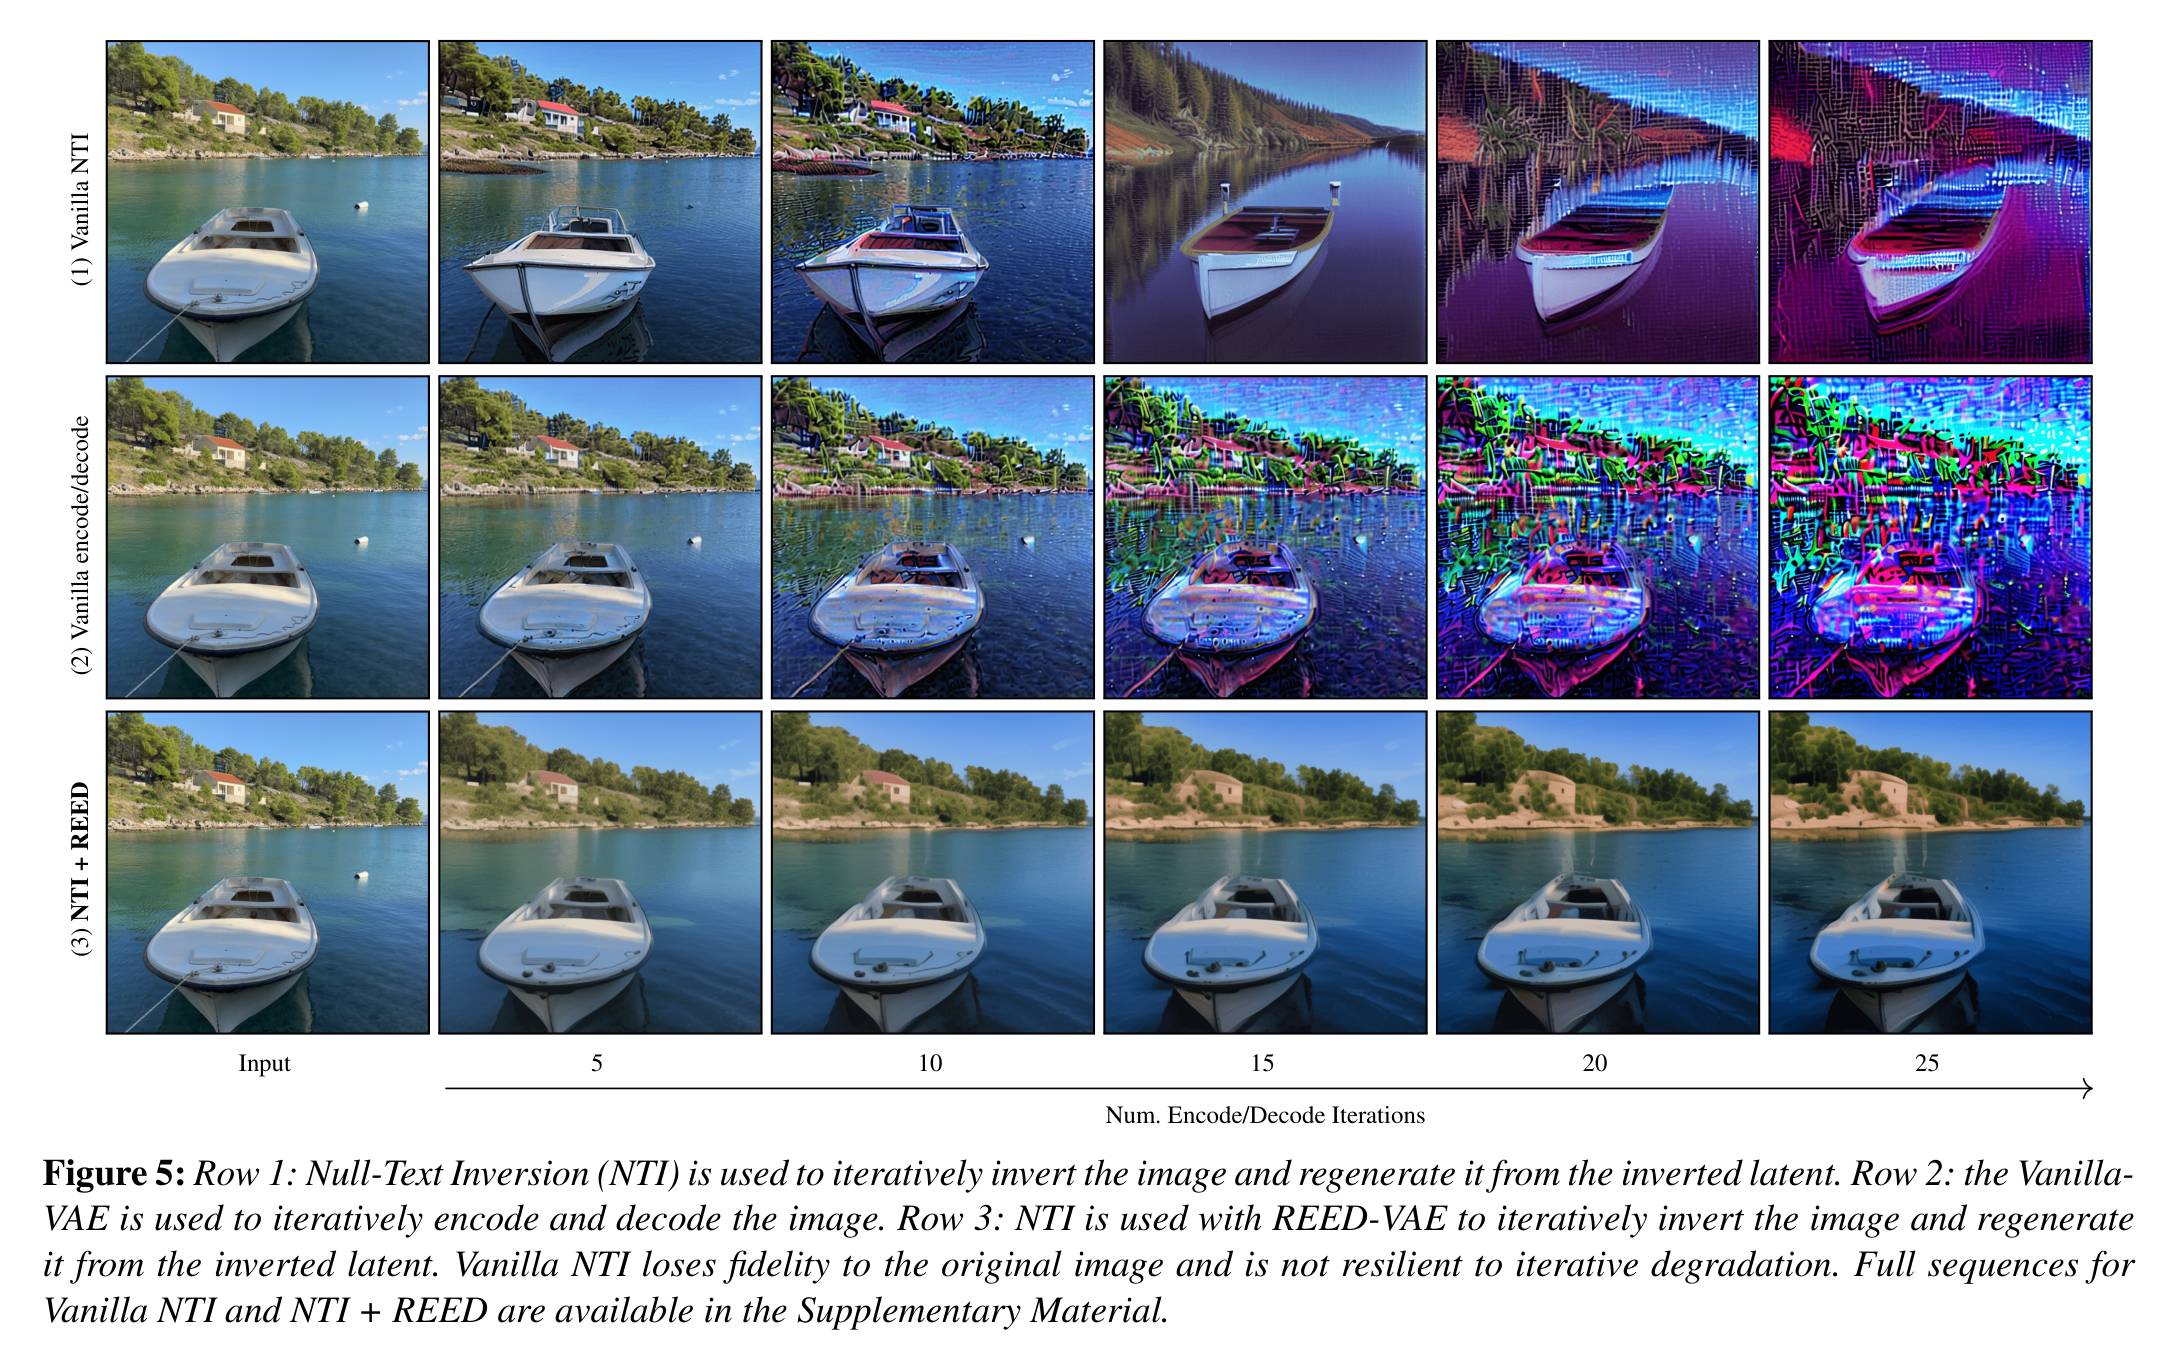 (1) Vanilla NTI
(2) Vanilla encode/decode
(3) NTI + REED
Input
5
10
15
20
25
Num. Encode/Decode Iterations
Figure 5: Row 1: Null-Text Inversion (NTI) is used to iteratively invert the image and regenerate it from the inverted latent. Row 2: the Vanilla-
VAE is used to iteratively encode and decode the image. Row 3: NTI is used with REED-VAE to iteratively invert the image and regenerate
it from the inverted latent. Vanilla NTI loses fidelity to the original image and is not resilient to iterative degradation. Full sequences for
Vanilla NTI and NTI + REED are available in the Supplementary Material.